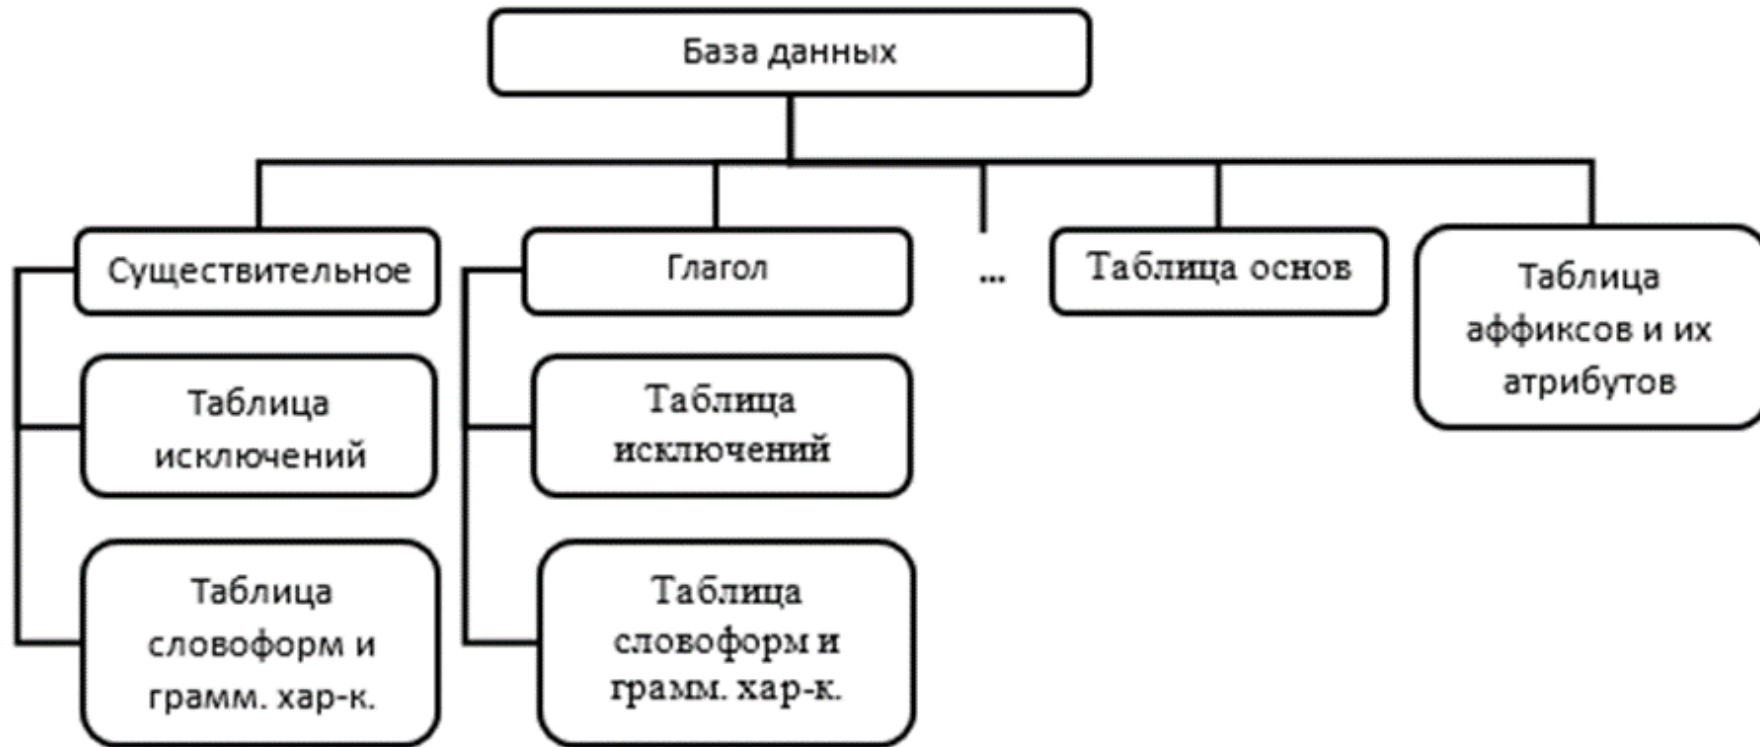 База данных
Существительное
Глагол
...
Таблица основ
Таблица
аффиксов и их
атрибутов
Таблица
исключений
Таблица
исключений
Таблица
словоформ и
грамм. хар-к.
Таблица
словоформ и
грамм. хар-к.